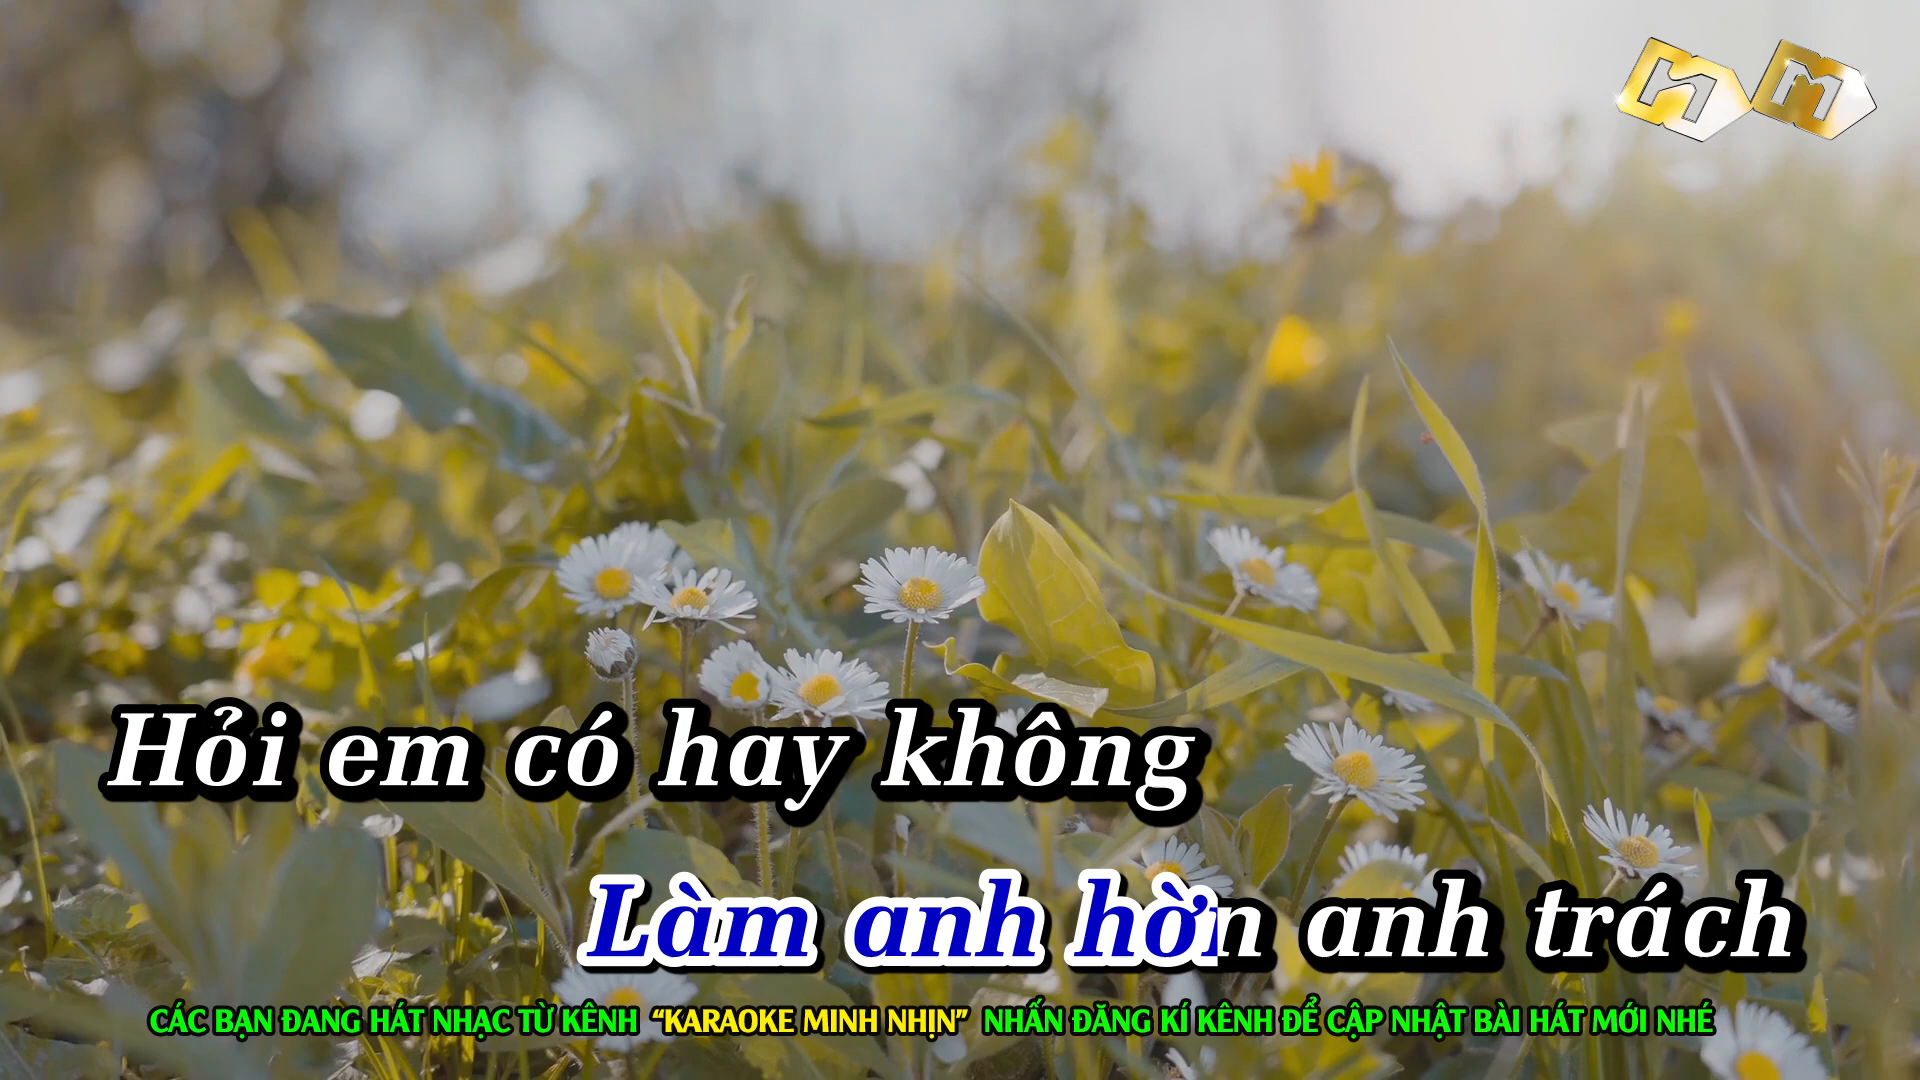 Hỏi em có hay không
Làm anh hờn anh trách
CÁC BẠN ĐANG HÁT NHẠC TỪ KÊNH “KARAOKE MINH NHỊN” NHẤN ĐĂNG KÍ KÊNH ĐỂ CẬP NHẬT BÀI HÁT MỚI NHÉ